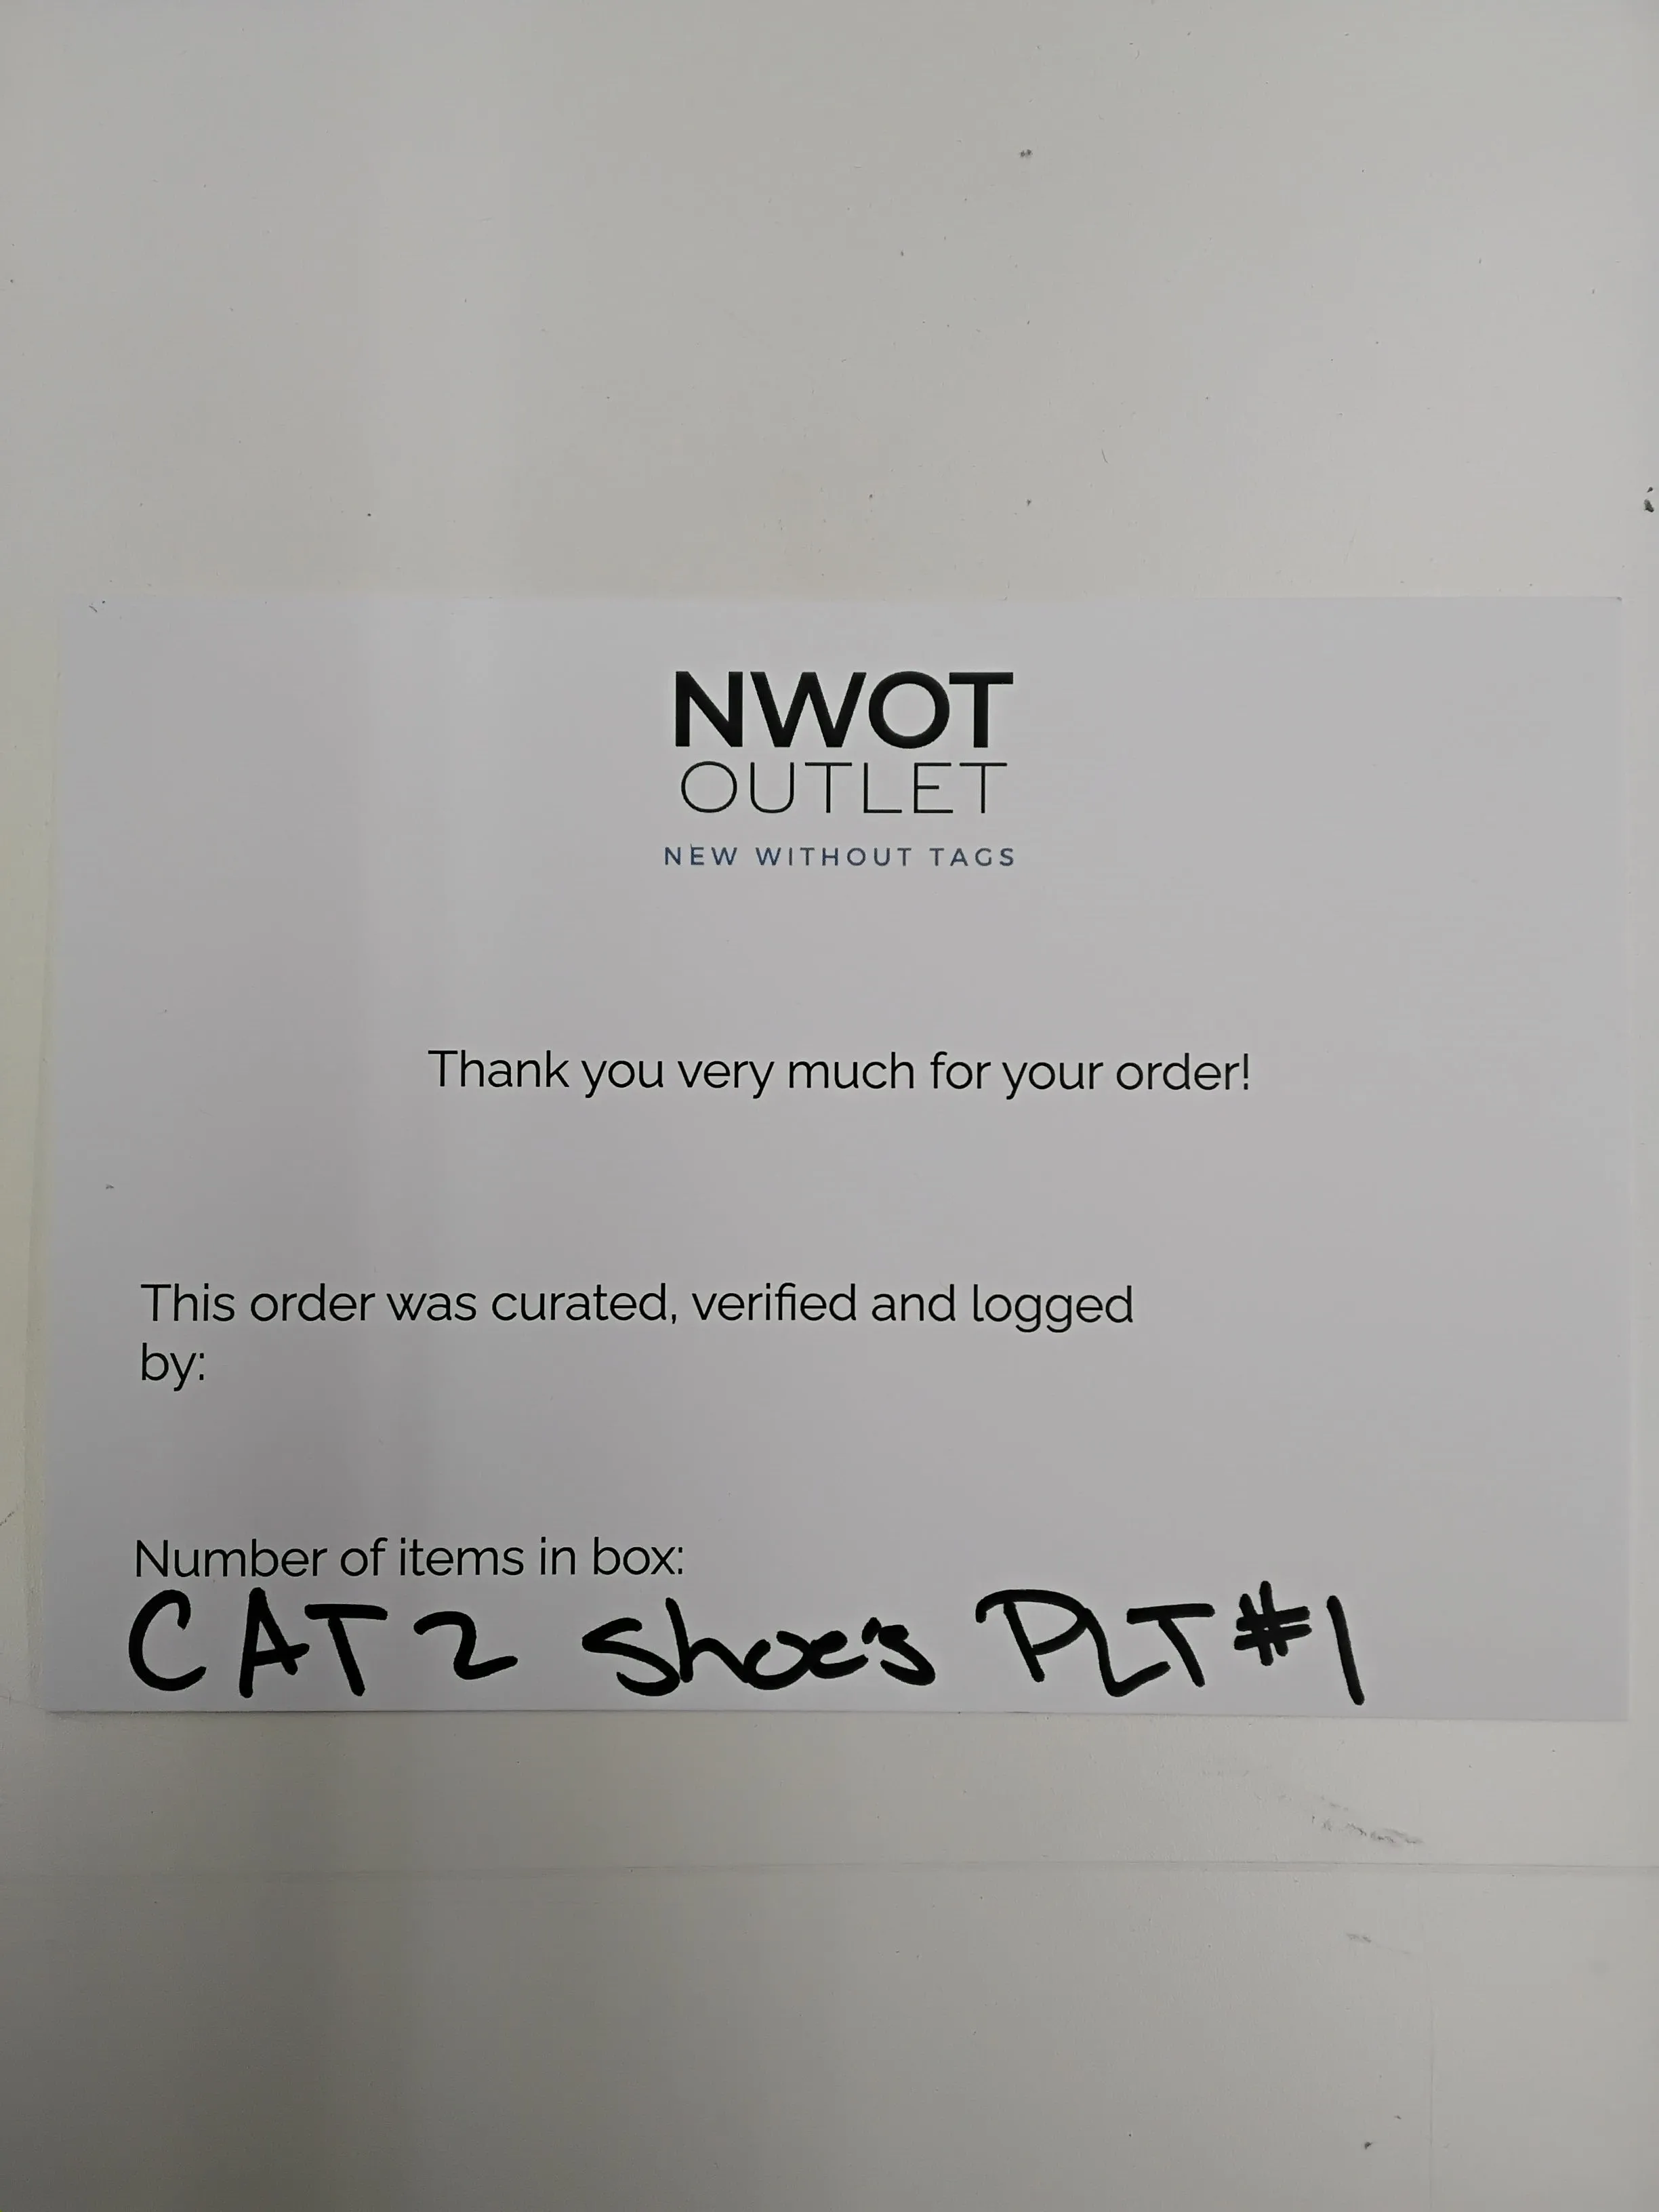 NWOT
OUTLET
NEW WITHOUT TAGS
Thank you very much for your order!
This order was curated, verified and logged
by:
Number of items in box:
CAT 2 Shoe's PLT #1